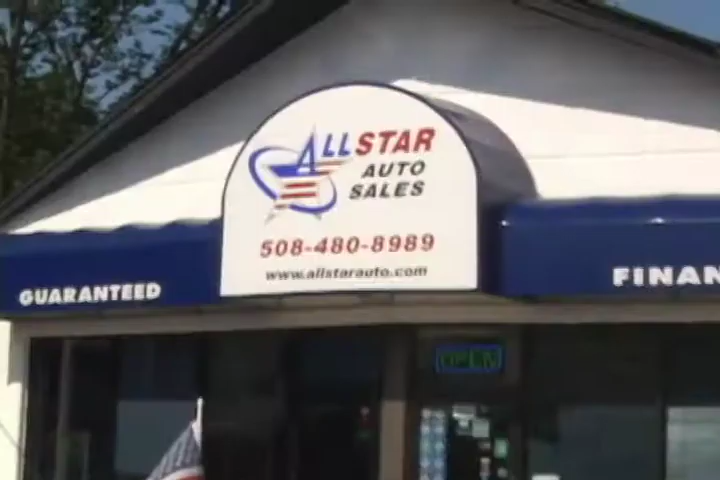 ALLSTAR
AUTO
SALES
508-480-8989
www.allstarauto.com
GUARANTEED
FINAN
OPEN